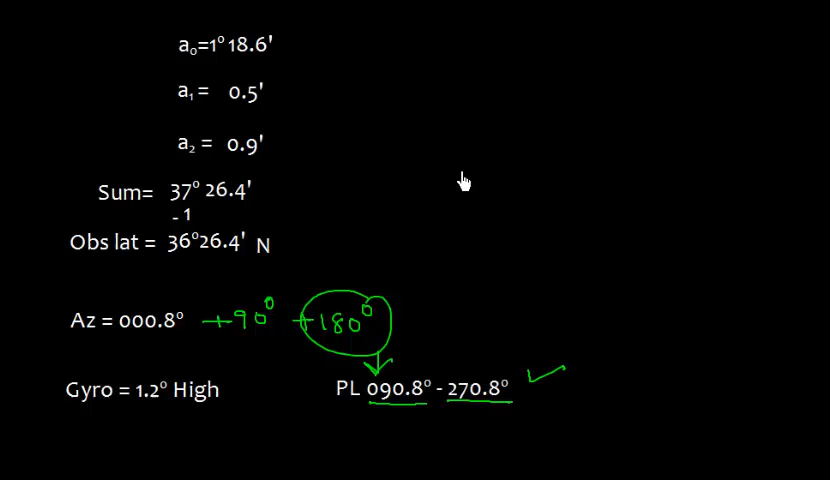 a₀=1° 18.6'
a₁ = 0.5'
a₂ = 0.9'
Sum= 37° 26.4'
- 1
Obs lat = 36°26.4' N
Az = 000.8° +90° +180°
Gyro = 1.2° High PL 090.8° - 270.8°